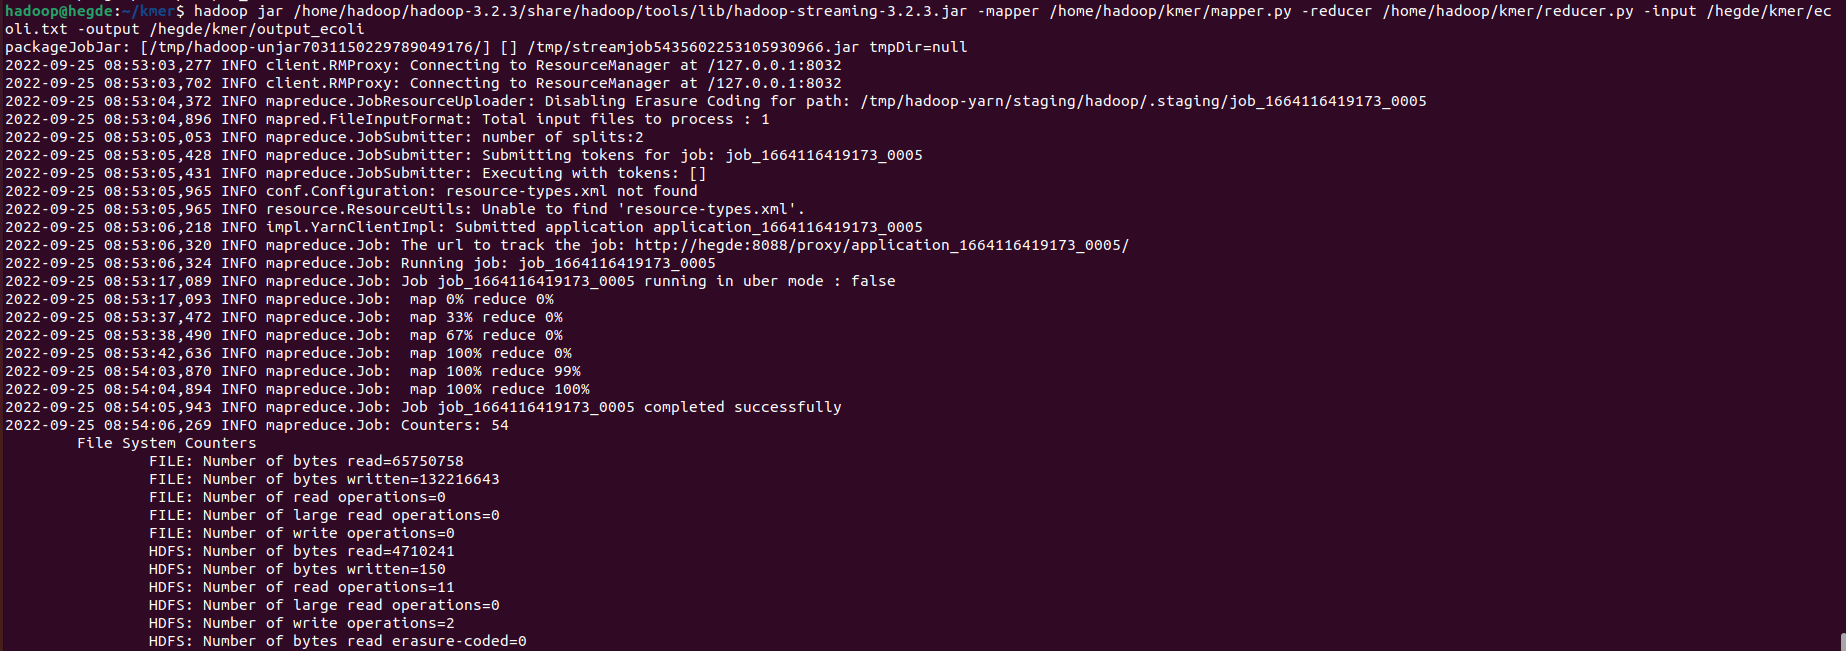 hadoop@hegde:~/kmer$ hadoop jar /home/hadoop/hadoop-3.2.3/share/hadoop/tools/lib/hadoop-streaming-3.2.3.jar -mapper /home/hadoop/kmer/mapper.py -reducer /home/hadoop/kmer/reducer.py -input /hegde/kmer/ec
oli.txt -output /hegde/kmer/output_ecoli
packageJobJar: [/tmp/hadoop-unjar7031150229789049176/] [] /tmp/streamjob5435602253105930966.jar tmpDir=null
2022-09-25 08:53:03,277 INFO client.RMProxy: Connecting to ResourceManager at /127.0.0.1:8032
2022-09-25 08:53:03,702 INFO client.RMProxy: Connecting to ResourceManager at /127.0.0.1:8032
2022-09-25 08:53:04,372 INFO mapreduce.JobResourceUploader: Disabling Erasure Coding for path: /tmp/hadoop-yarn/staging/hadoop/.staging/job_1664116419173_0005
2022-09-25 08:53:04,896 INFO mapred.FileInputFormat: Total input files to process : 1
2022-09-25 08:53:05,053 INFO mapreduce.JobSubmitter: number of splits:2
2022-09-25 08:53:05,428 INFO mapreduce.JobSubmitter: Submitting tokens for job: job_1664116419173_0005
2022-09-25 08:53:05,431 INFO mapreduce.JobSubmitter: Executing with tokens: []
2022-09-25 08:53:05,965 INFO conf.Configuration: resource-types.xml not found
2022-09-25 08:53:05,965 INFO resource.ResourceUtils: Unable to find 'resource-types.xml'.
2022-09-25 08:53:06,218 INFO impl.YarnClientImpl: Submitted application application_1664116419173_0005
2022-09-25 08:53:06,320 INFO mapreduce.Job: The url to track the job: http://hegde:8088/proxy/application_1664116419173_0005/
2022-09-25 08:53:06,324 INFO mapreduce.Job: Running job: job_1664116419173_0005
2022-09-25 08:53:17,089 INFO mapreduce.Job: Job job_1664116419173_0005 running in uber mode : false
2022-09-25 08:53:17,093 INFO mapreduce.Job:  map 0% reduce 0%
2022-09-25 08:53:37,472 INFO mapreduce.Job:  map 33% reduce 0%
2022-09-25 08:53:38,490 INFO mapreduce.Job:  map 67% reduce 0%
2022-09-25 08:53:42,636 INFO mapreduce.Job:  map 100% reduce 0%
2022-09-25 08:54:03,870 INFO mapreduce.Job:  map 100% reduce 99%
2022-09-25 08:54:04,894 INFO mapreduce.Job:  map 100% reduce 100%
2022-09-25 08:54:05,943 INFO mapreduce.Job: Job job_1664116419173_0005 completed successfully
2022-09-25 08:54:06,269 INFO mapreduce.Job: Counters: 54
File System Counters
FILE: Number of bytes read=65750758
FILE: Number of bytes written=132216643
FILE: Number of read operations=0
FILE: Number of large read operations=0
FILE: Number of write operations=0
HDFS: Number of bytes read=4710241
HDFS: Number of bytes written=150
HDFS: Number of read operations=11
HDFS: Number of large read operations=0
HDFS: Number of write operations=2
HDFS: Number of bytes read erasure-coded=0